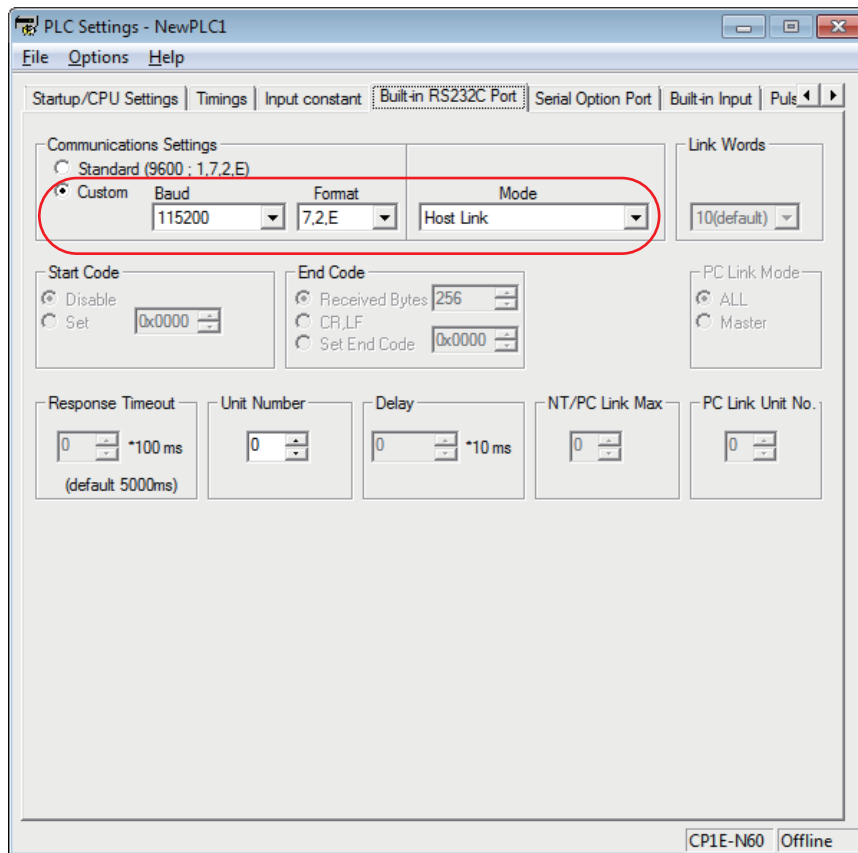 PLC Settings - NewPLC1
File Options Help
Startup/CPU Settings Timings Input constant Built-in RS232C Port Serial Option Port Built-in Input Puls
Communications Settings Link Words
Standard (9600 ; 1,7,2,E)
Custom Baud Format Mode
115200 7,2,E Host Link 10(default)
Start Code End Code PC Link Mode
Disable Received Bytes 256 ALL
Set 0x0000 CR,LF Master
Set End Code 0x0000
Response Timeout Unit Number Delay NT/PC Link Max PC Link Unit No.
0 *100 ms 0 0 *10 ms 0 0
(default 5000ms)
CP1E-N60 Offline